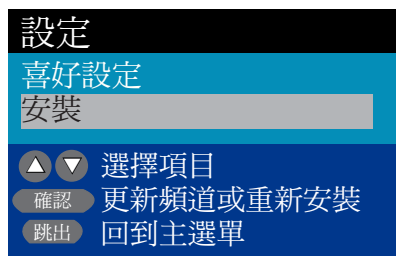 設定
喜好設定
安裝
選擇項目
確認 更新頻道或重新安裝
跳出 回到主選單